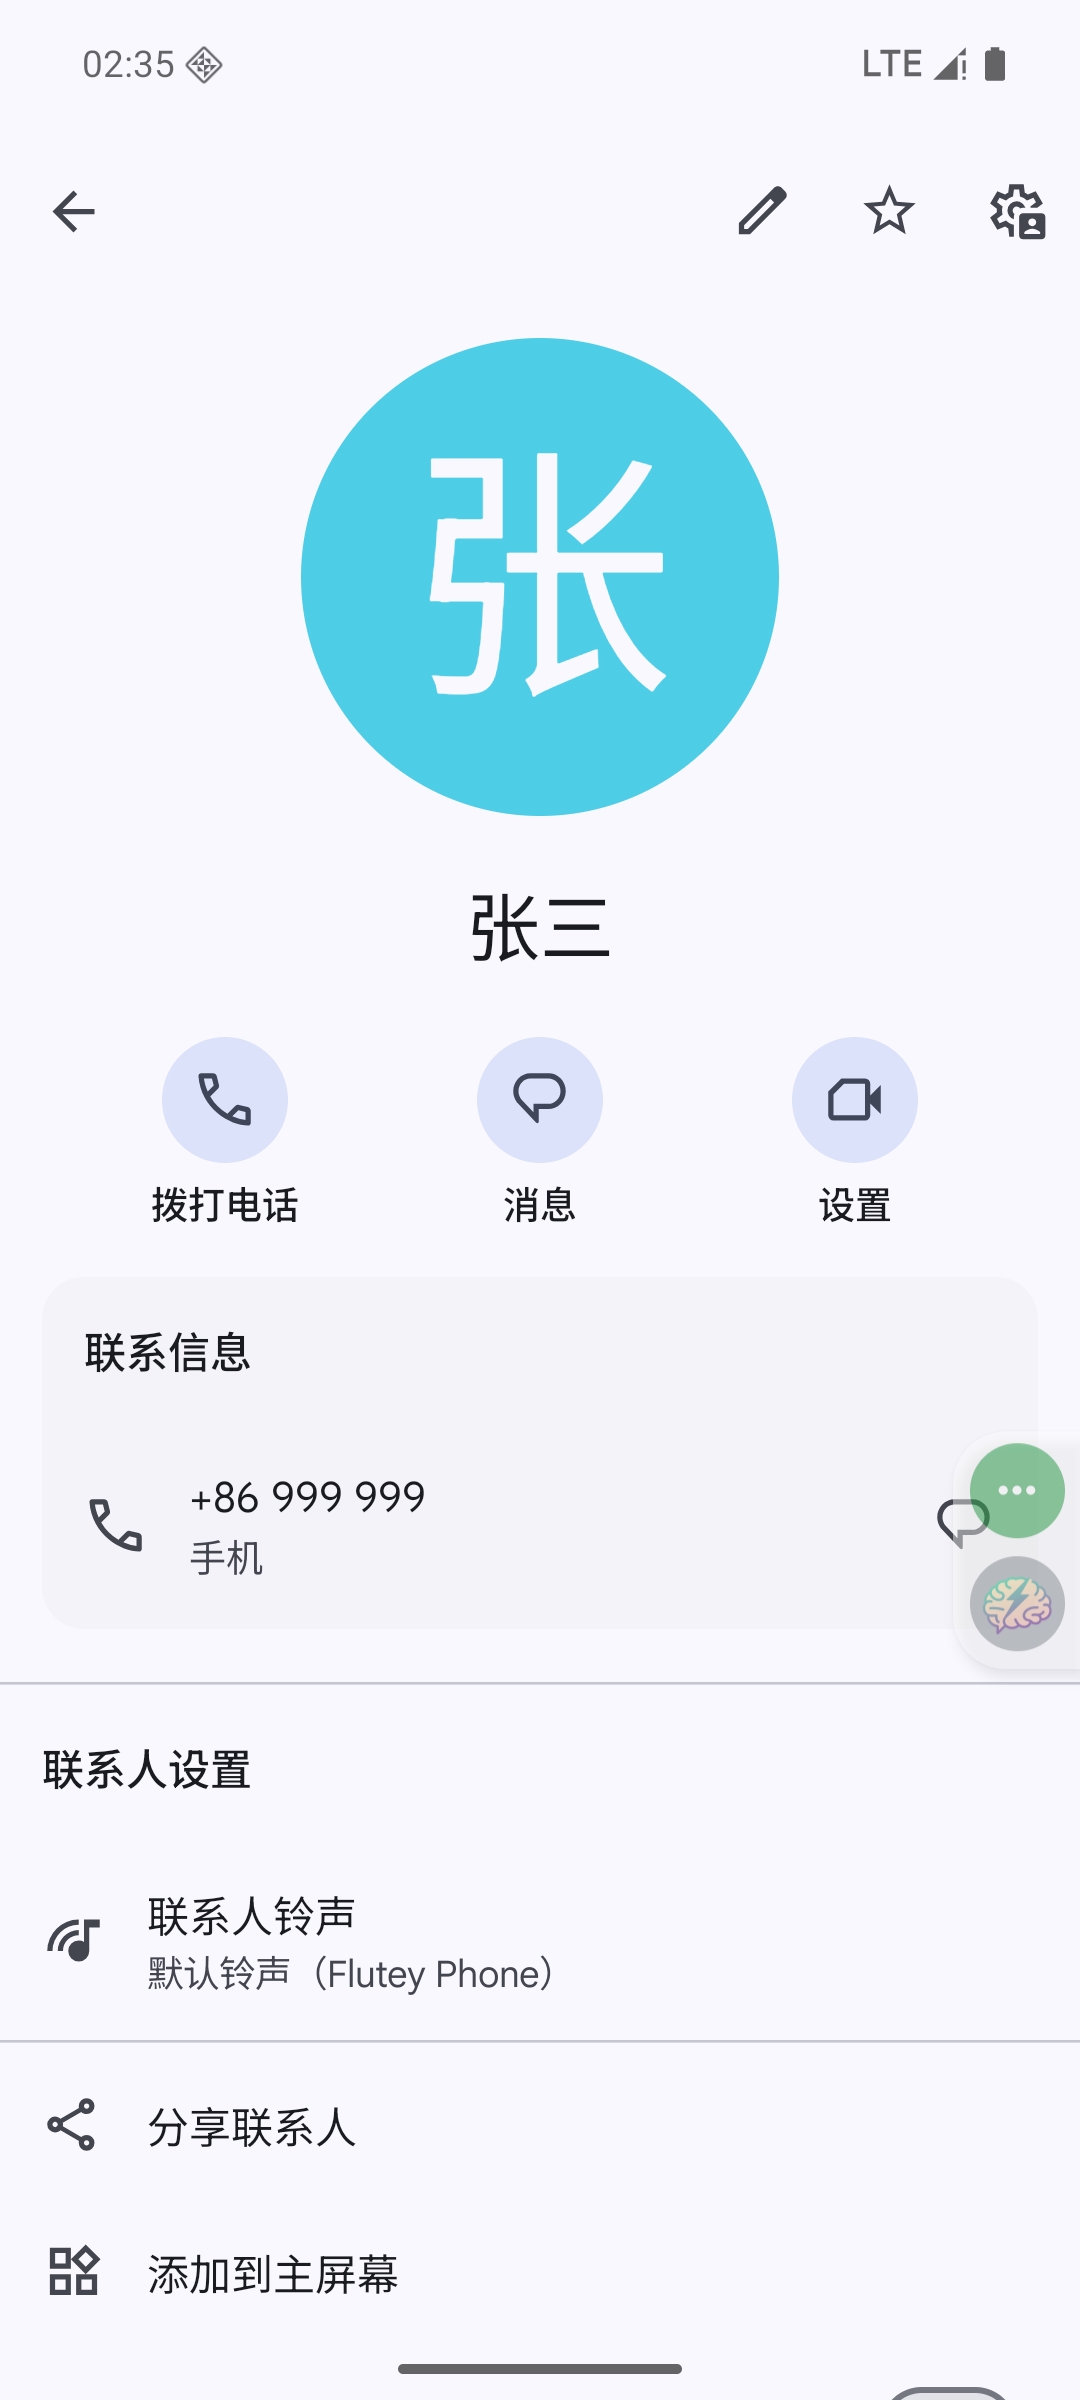 02:35
LTE
张
张三
拨打电话
消息
设置
联系信息
+86 999 999
手机
联系人设置
联系人铃声
默认铃声（Flutey Phone）
分享联系人
添加到主屏幕